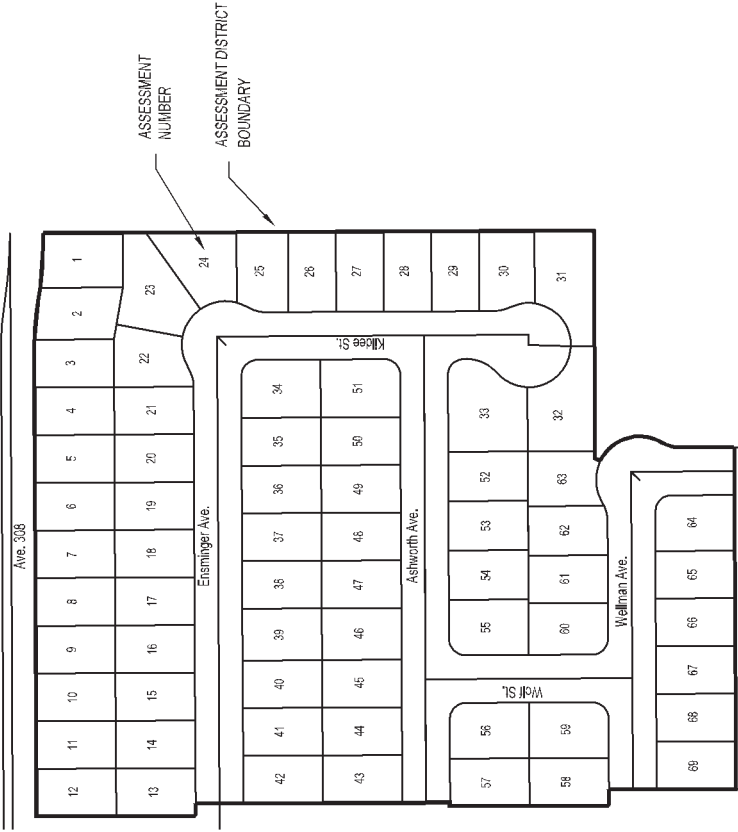 Ave. 308
ASSESSMENT
NUMBER
ASSESSMENT DISTRICT
BOUNDARY
12 11 10 9 8 7 6 5 4 3 2 1
13 14 15 16 17 18 19 20 21 22 23 24
Ensminger Ave.
Kildee St.
25
26
27
28
29
30
31
42 41 40 39 38 37 36 35 34
43 44 45 46 47 48 49 50 51
Ashworth Ave.
57 56 55 54 53 52 33
58 59 60 61 62 63 32
Wolf St.
Wellman Ave.
69 68 67 66 65 64